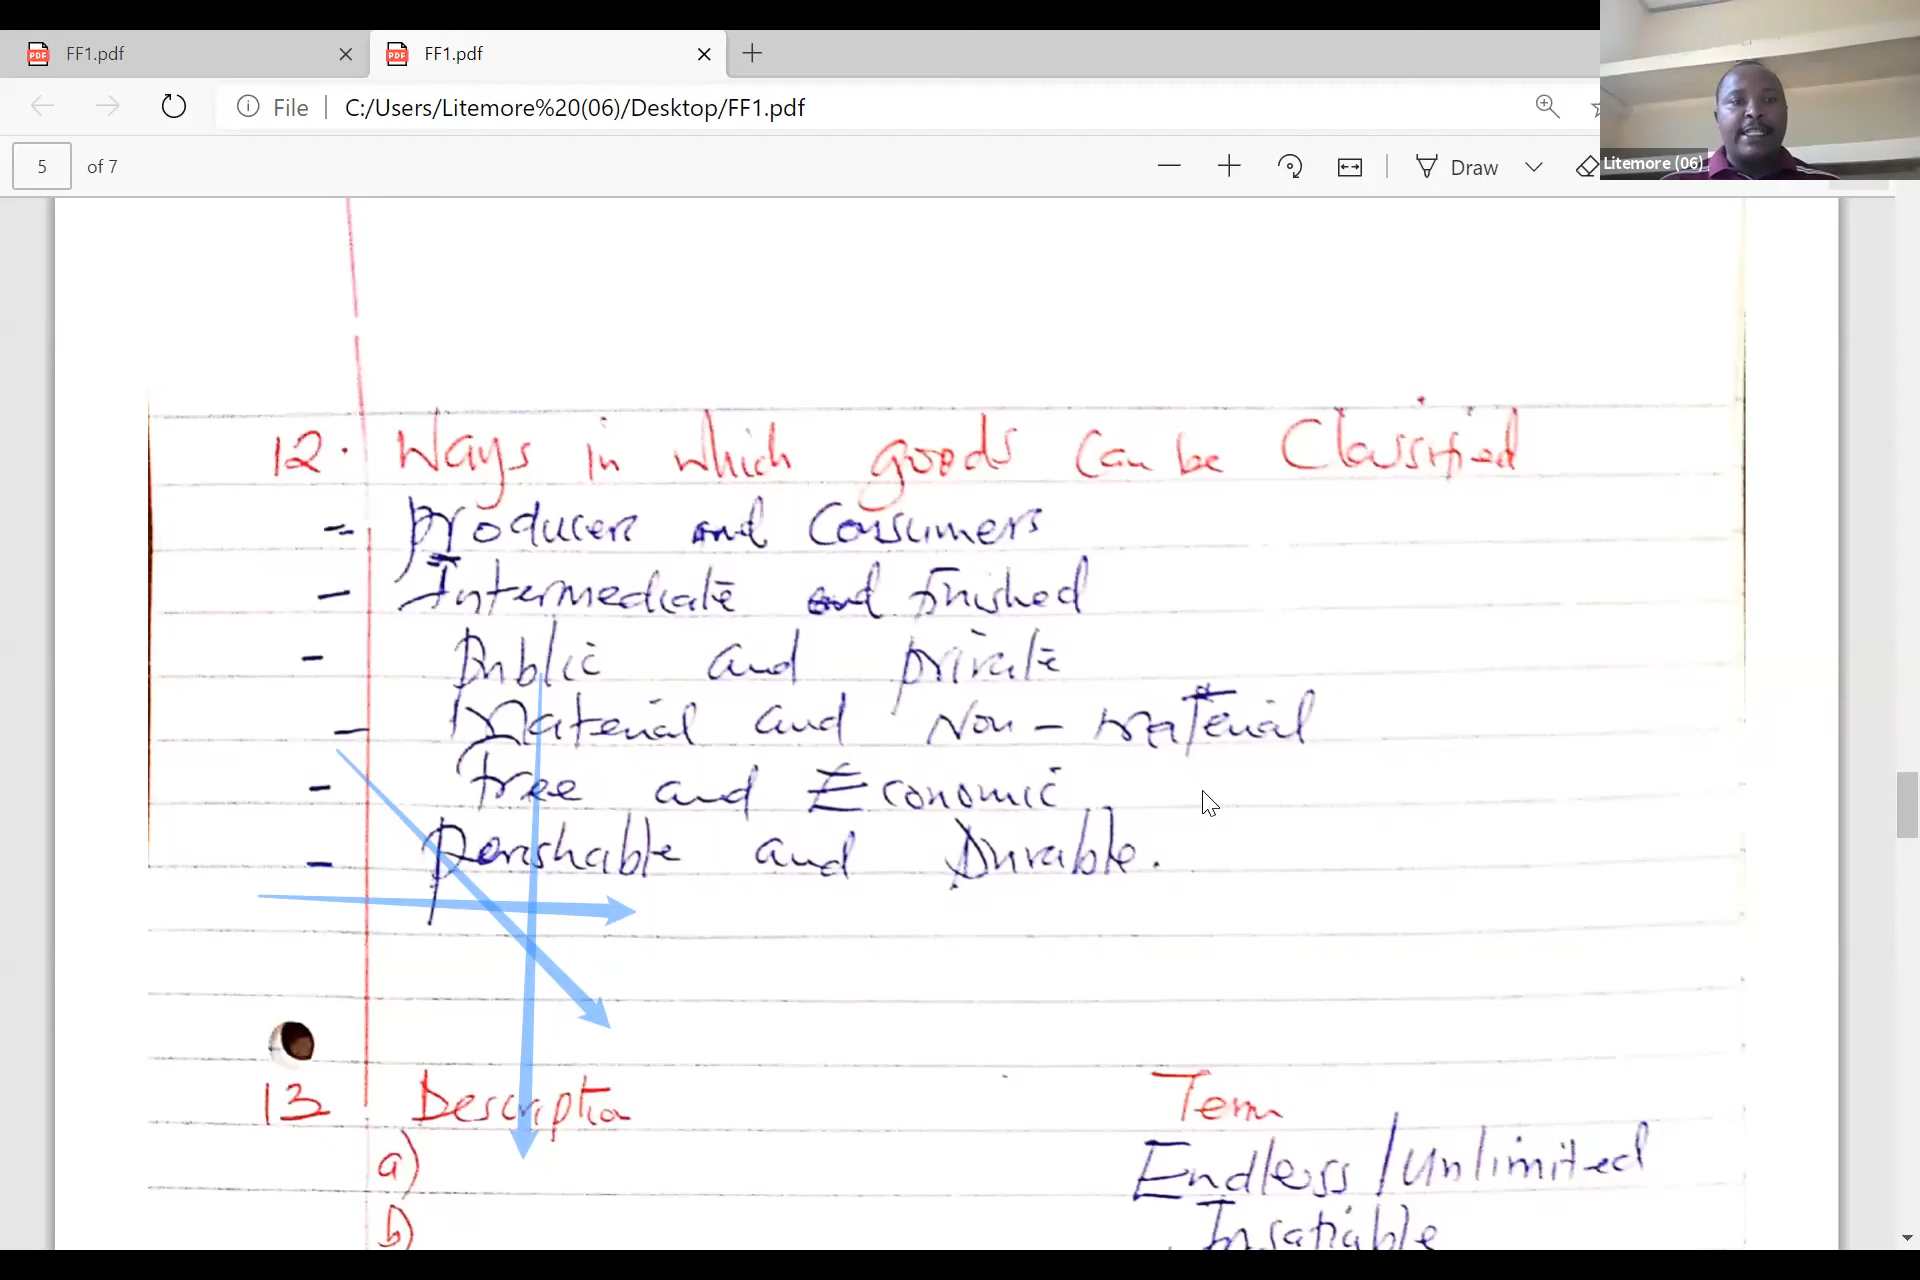 FF1.pdf
FF1.pdf
File
C:/Users/Litemore%20(06)/Desktop/FF1.pdf
5 of 7
Draw
Litemore (06)
12. Ways in which goods can be Classified
- Producers and Consumers
- Intermediate and finished
- Public and private
- Material and Non-material
- Free and Economic
- Perishable and Durable.
13 Description Term
a) Endless/Unlimited
b) Insatiable